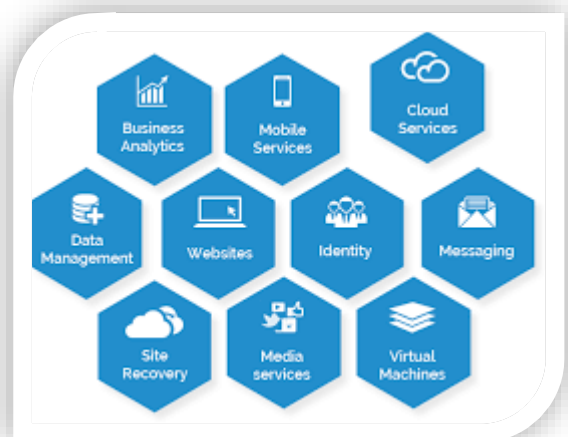 Business
Analytics
Mobile
Services
Cloud
Services
Data
Management
Websites
Identity
Messaging
Site
Recovery
Media
services
Virtual
Machines